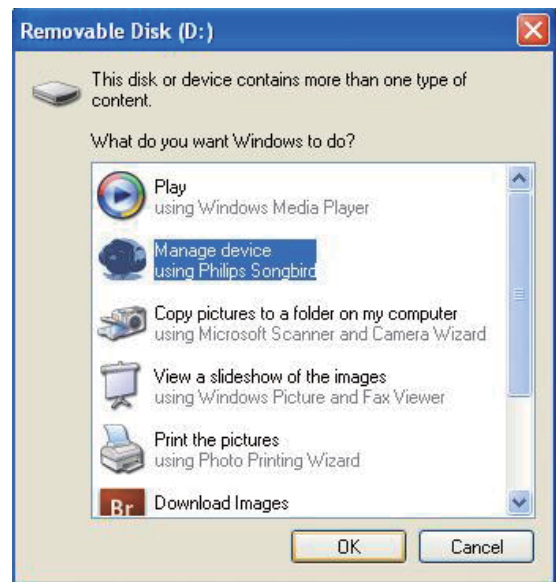 Removable Disk (D:)
This disk or device contains more than one type of
content.
What do you want Windows to do?
Play
using Windows Media Player
Manage device
using Philips Songbird
Copy pictures to a folder on my computer
using Microsoft Scanner and Camera Wizard
View a slideshow of the images
using Windows Picture and Fax Viewer
Print the pictures
using Photo Printing Wizard
Br
Download Images
OK
Cancel